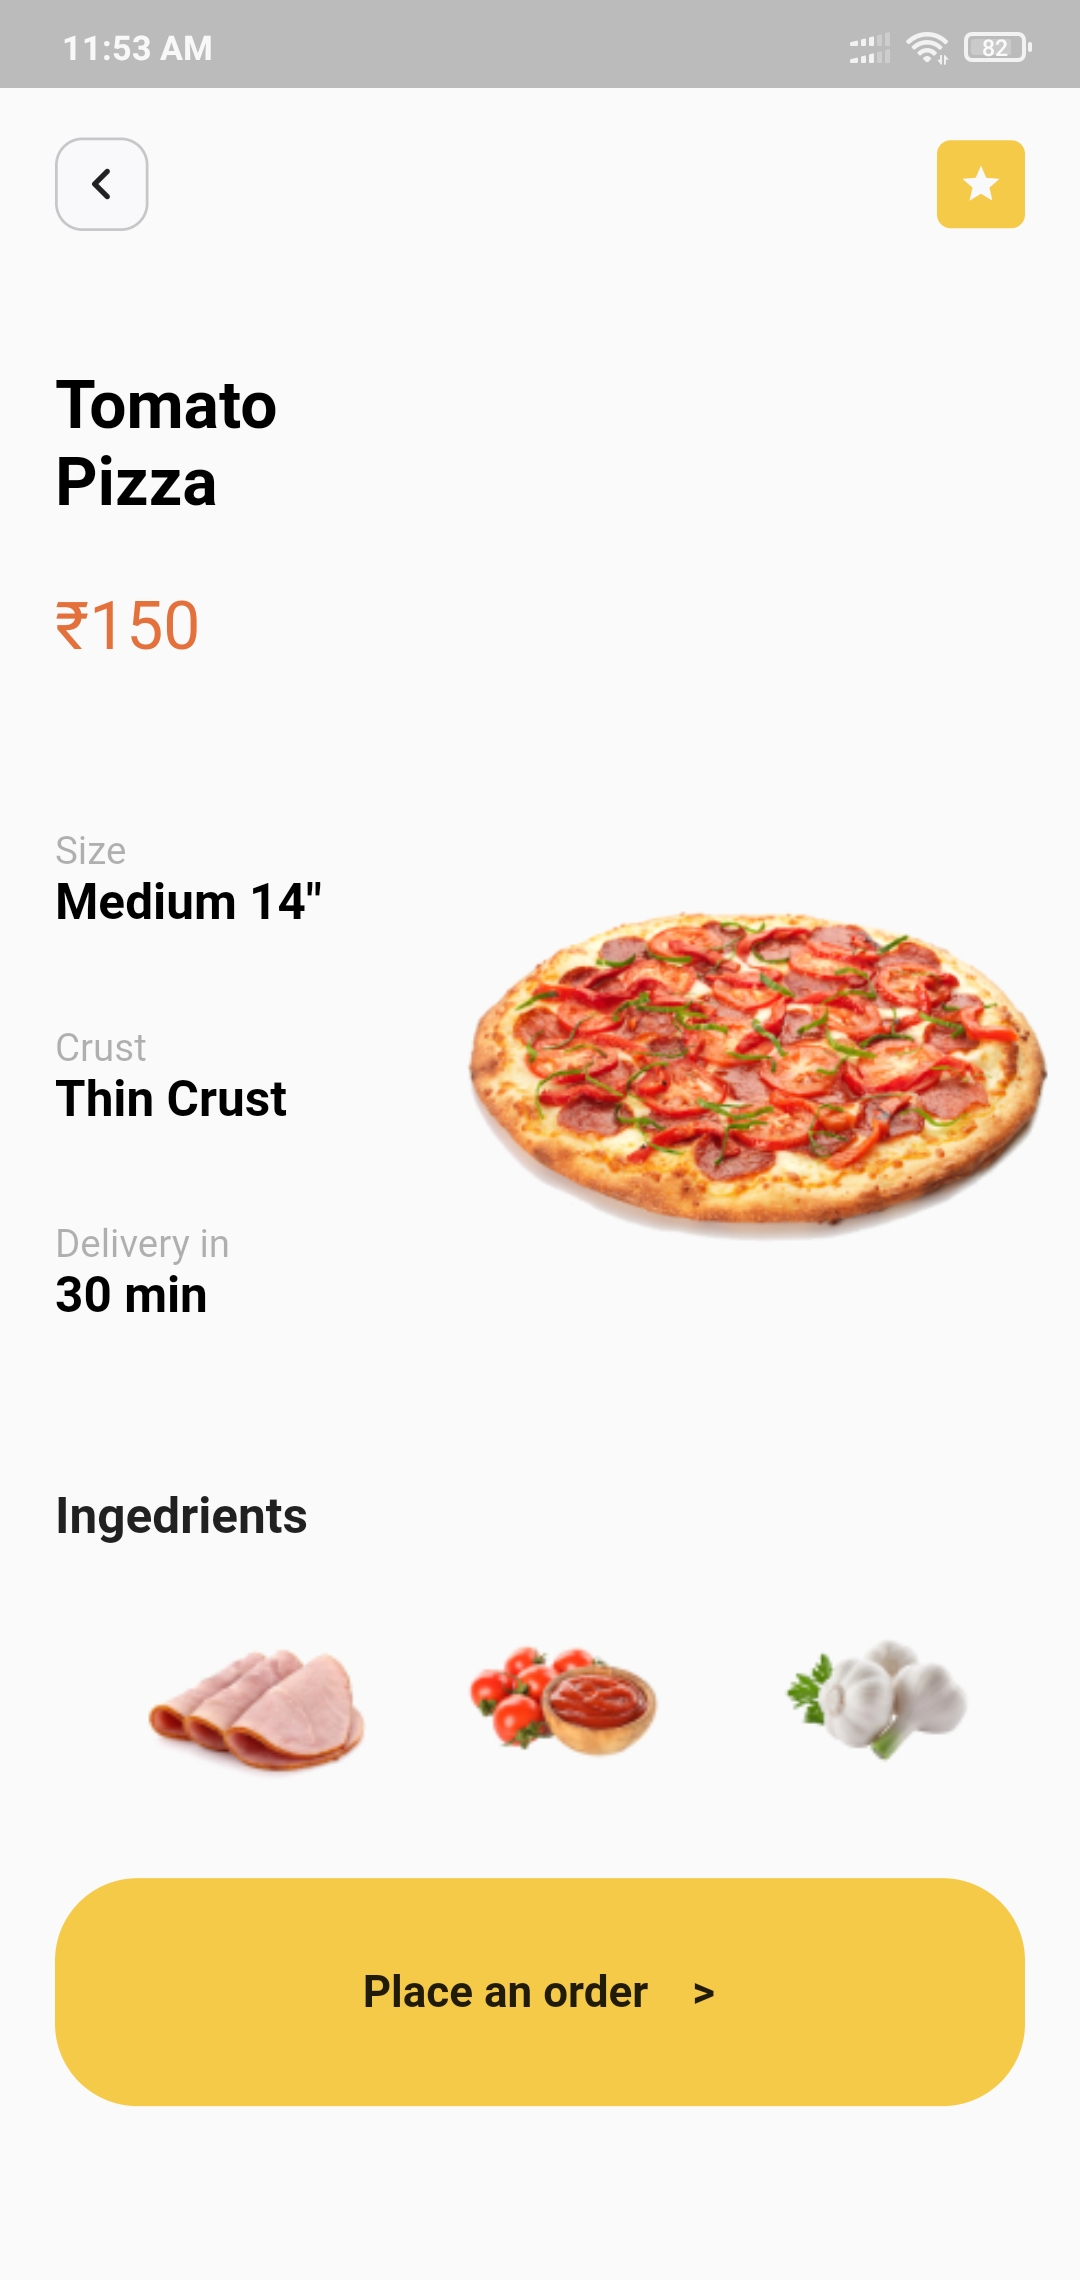 11:53 AM
82
Tomato
Pizza
₹150
Size
Medium 14"
Crust
Thin Crust
Delivery in
30 min
Ingedrients
Place an order >